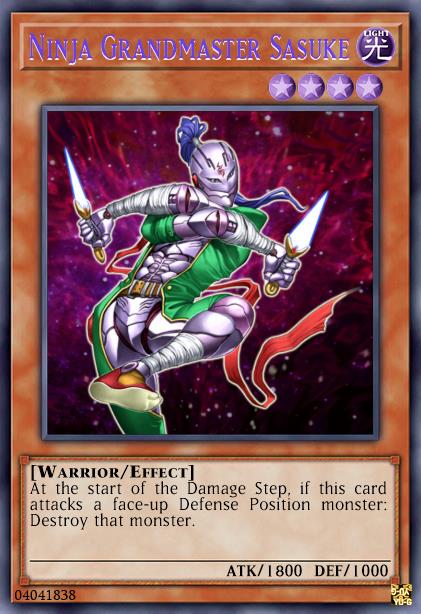 NINJA GRANDMASTER SASUKE
LIGHT
光
[WARRIOR/EFFECT]
At the start of the Damage Step, if this card
attacks a face-up Defense Position monster:
Destroy that monster.
ATK/1800 DEF/1000
04041838